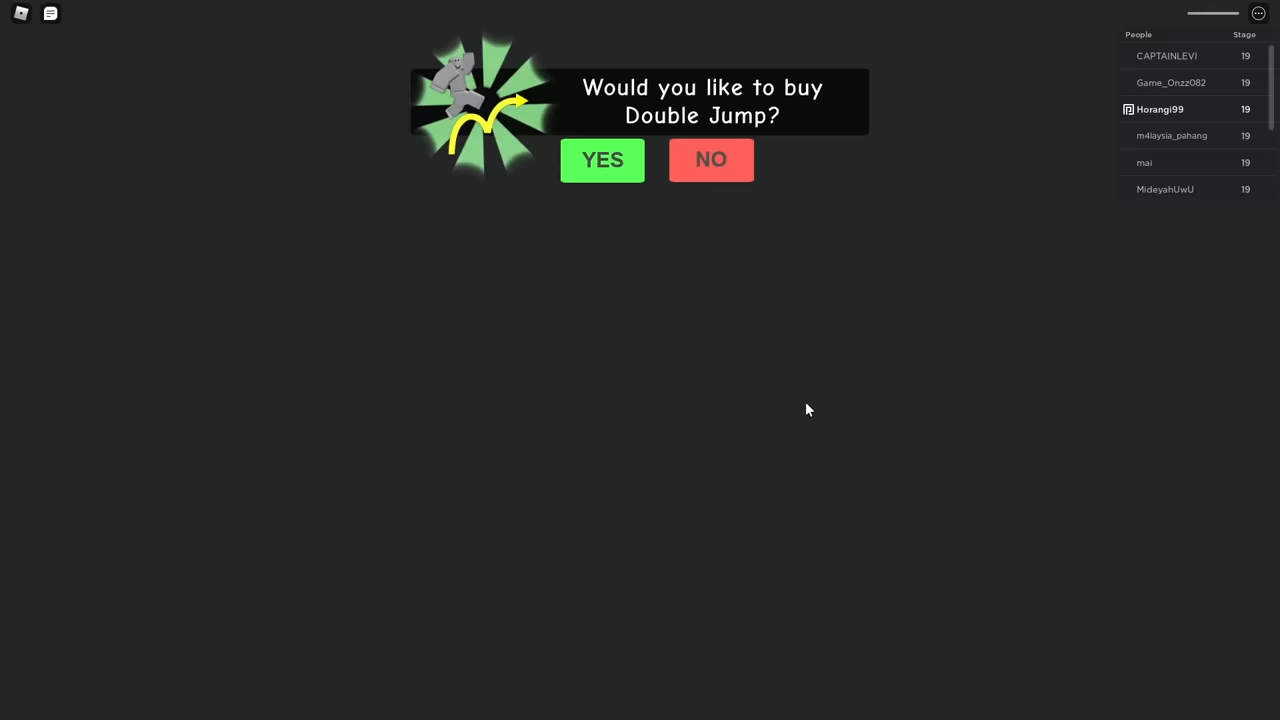 Would you like to buy
Double Jump?
YES
NO
People Stage
CAPTAINLEVI 19
Game_Onzz082 19
Horangi99 19
m4laysia_pahang 19
mai 19
MideyahUwU 19